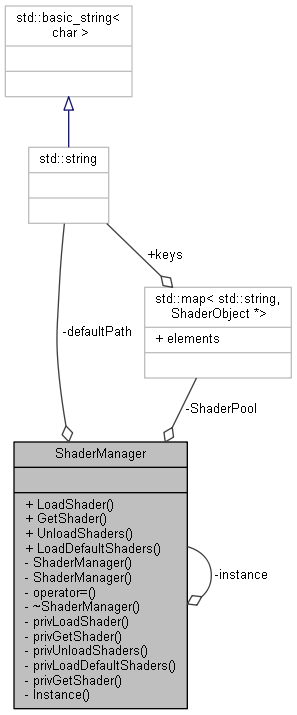 std::basic_string<
char >
std::string
+keys
std::map< std::string,
ShaderObject *>
+ elements
-defaultPath
-ShaderPool
ShaderManager
+ LoadShader()
+ GetShader()
+ UnloadShaders()
+ LoadDefaultShaders()
- ShaderManager()
- ShaderManager()
- operator=()
- ~ShaderManager()
- privLoadShader()
- privGetShader()
- privUnloadShaders()
- privLoadDefaultShaders()
- privGetShader()
- Instance()
-instance